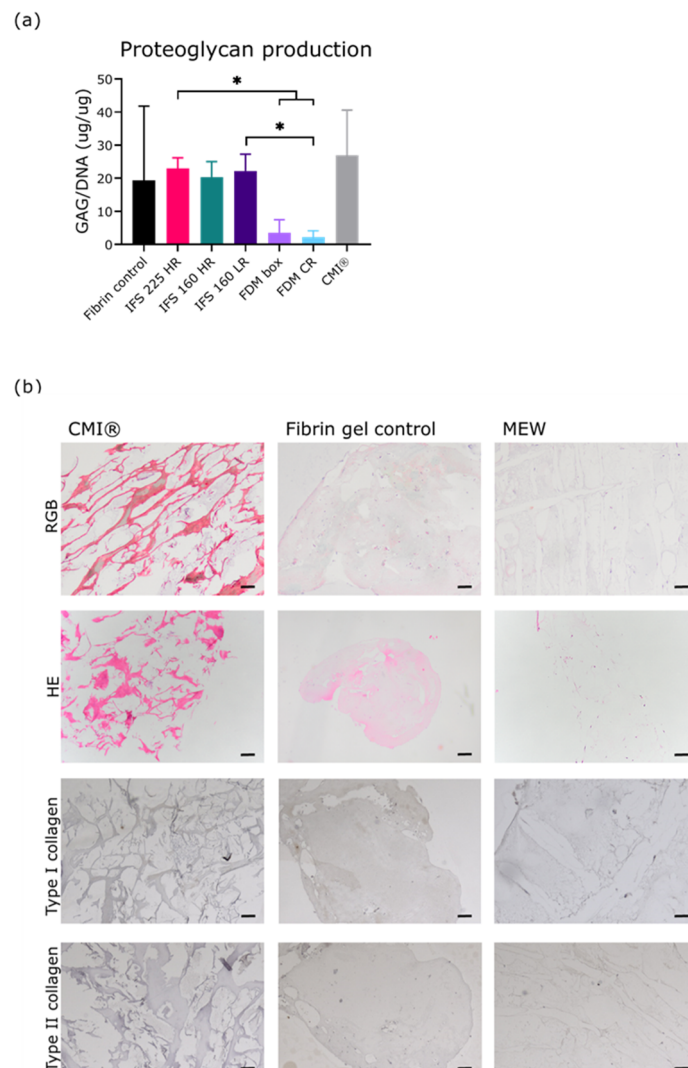 (a)
Proteoglycan production
GAG/DNA (ug/ug)
50
40
30
20
10
0
*
*
Fibrin control
IFS 225 HR
IFS 160 HR
IFS 160 LR
FDM box
FDM CR
CMI®
(b)
CMI®
Fibrin gel control
MEW
RGB
HE
Type I collagen
Type II collagen